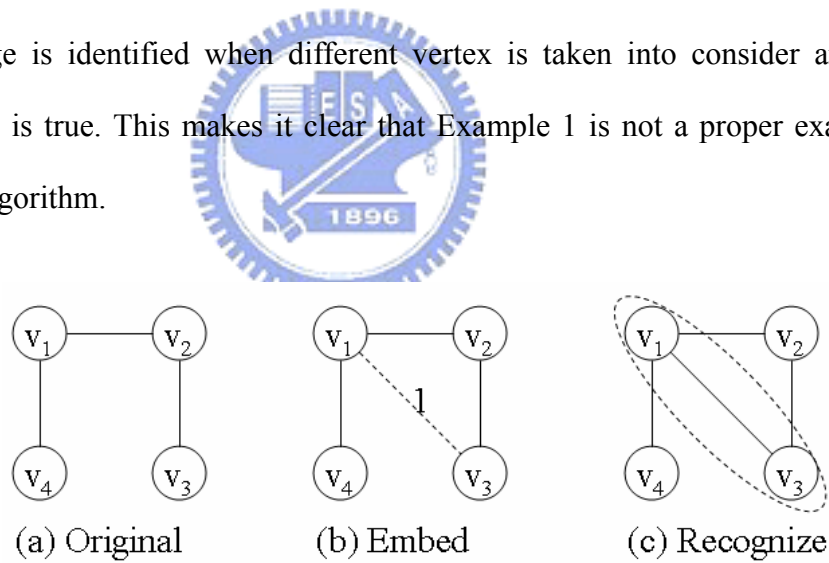 ge is identified when different vertex is taken into consider a
is true. This makes it clear that Example 1 is not a proper exa
gorithm.
E S A
1896
v1 v2 v1 v2 v1 v2
1
v4 v3 v4 v3 v4 v3
(a) Original (b) Embed (c) Recognize